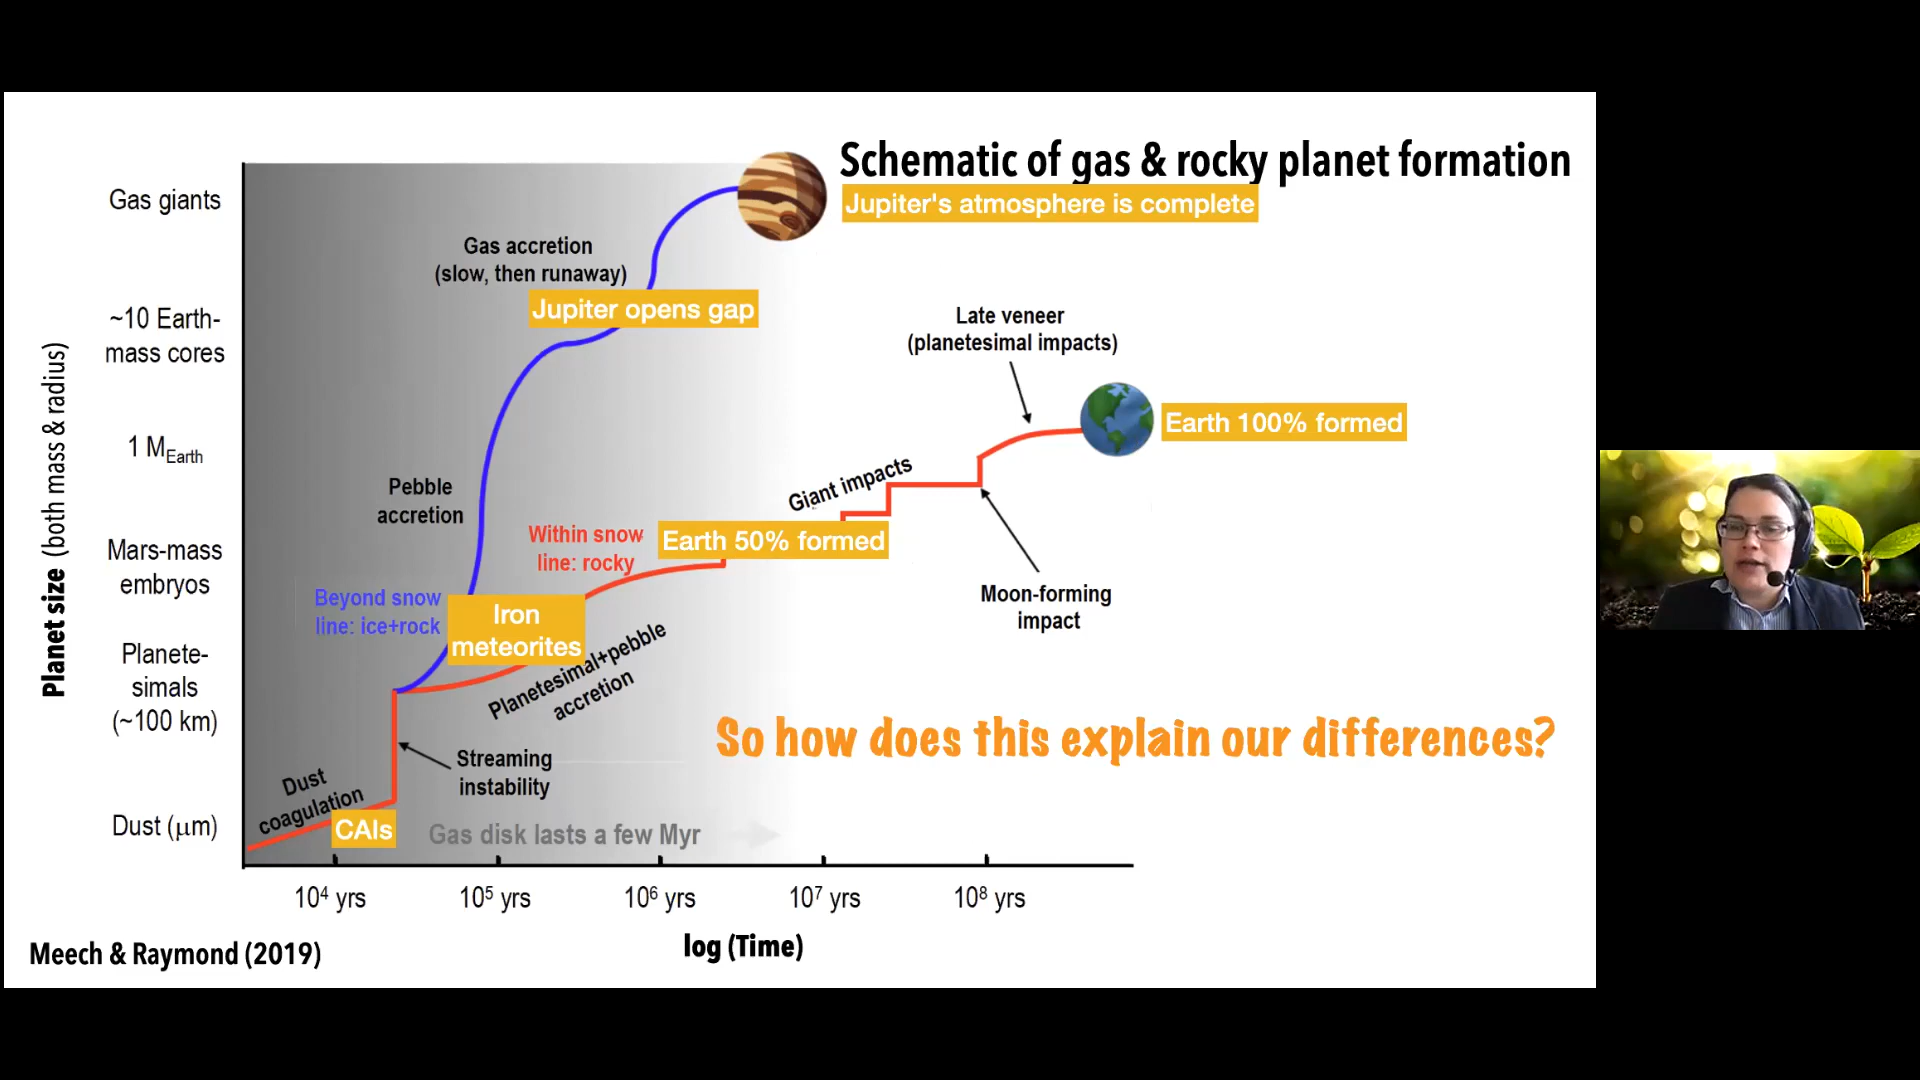 Schematic of gas & rocky planet formation
Jupiter's atmosphere is complete
Gas giants
Gas accretion
(slow, then runaway)
Jupiter opens gap
~10 Earth-
mass cores
Late veneer
(planetesimal impacts)
Earth 100% formed
1 MEarth
Giant impacts
Pebble
accretion
Within snow
line: rocky
Earth 50% formed
Mars-mass
embryos
Moon-forming
impact
Beyond snow
line: ice+rock
Iron
meteorites
Planetesimal+pebble
accretion
Planete-
simals
(~100 km)
Planet size (both mass & radius)
So how does this explain our differences?
Streaming
instability
Dust
coagulation
CAIs
Dust (μm)
Gas disk lasts a few Myr
10⁴ yrs
10⁵ yrs
10⁶ yrs
10⁷ yrs
10⁸ yrs
log (Time)
Meech & Raymond (2019)